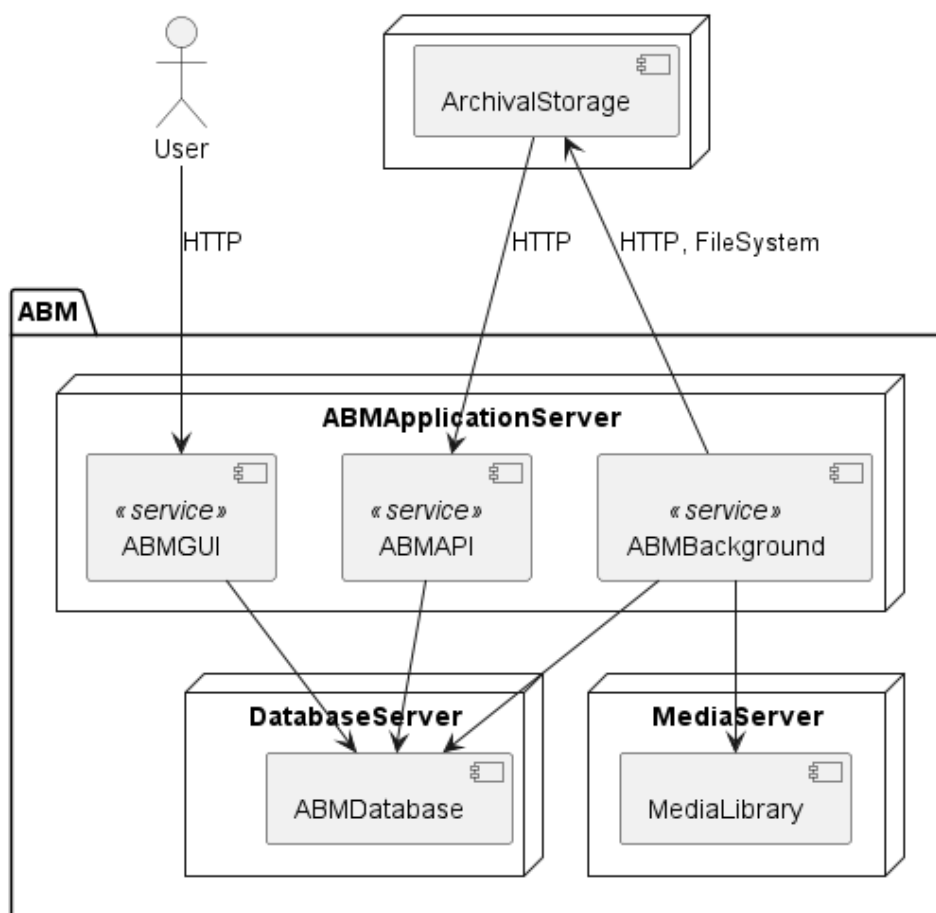 ArchivalStorage
User
HTTP
HTTP
HTTP, FileSystem
ABM
ABMApplicationServer
«service»
ABMGUI
«service»
ABMAPI
«service»
ABMBackground
DatabaseServer
ABMDatabase
MediaServer
MediaLibrary